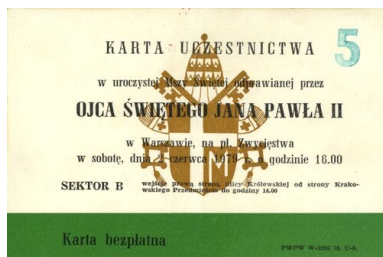 KARTA UCZESTNICTWA
5
w uroczystej Mszy Świętej odprawianej przez
OJCA ŚWIĘTEGO JANA PAWŁA II
w Warszawie, na pl. Zwycięstwa
w sobotę, dnia 2 czerwca 1979 r. o godzinie 16.00
SEKTOR B
wejście prawą stroną ulicy Królewskiej od strony Krako-
wskiego Przedmieścia do godziny 14.00
Karta bezpłatna
PWPW W-